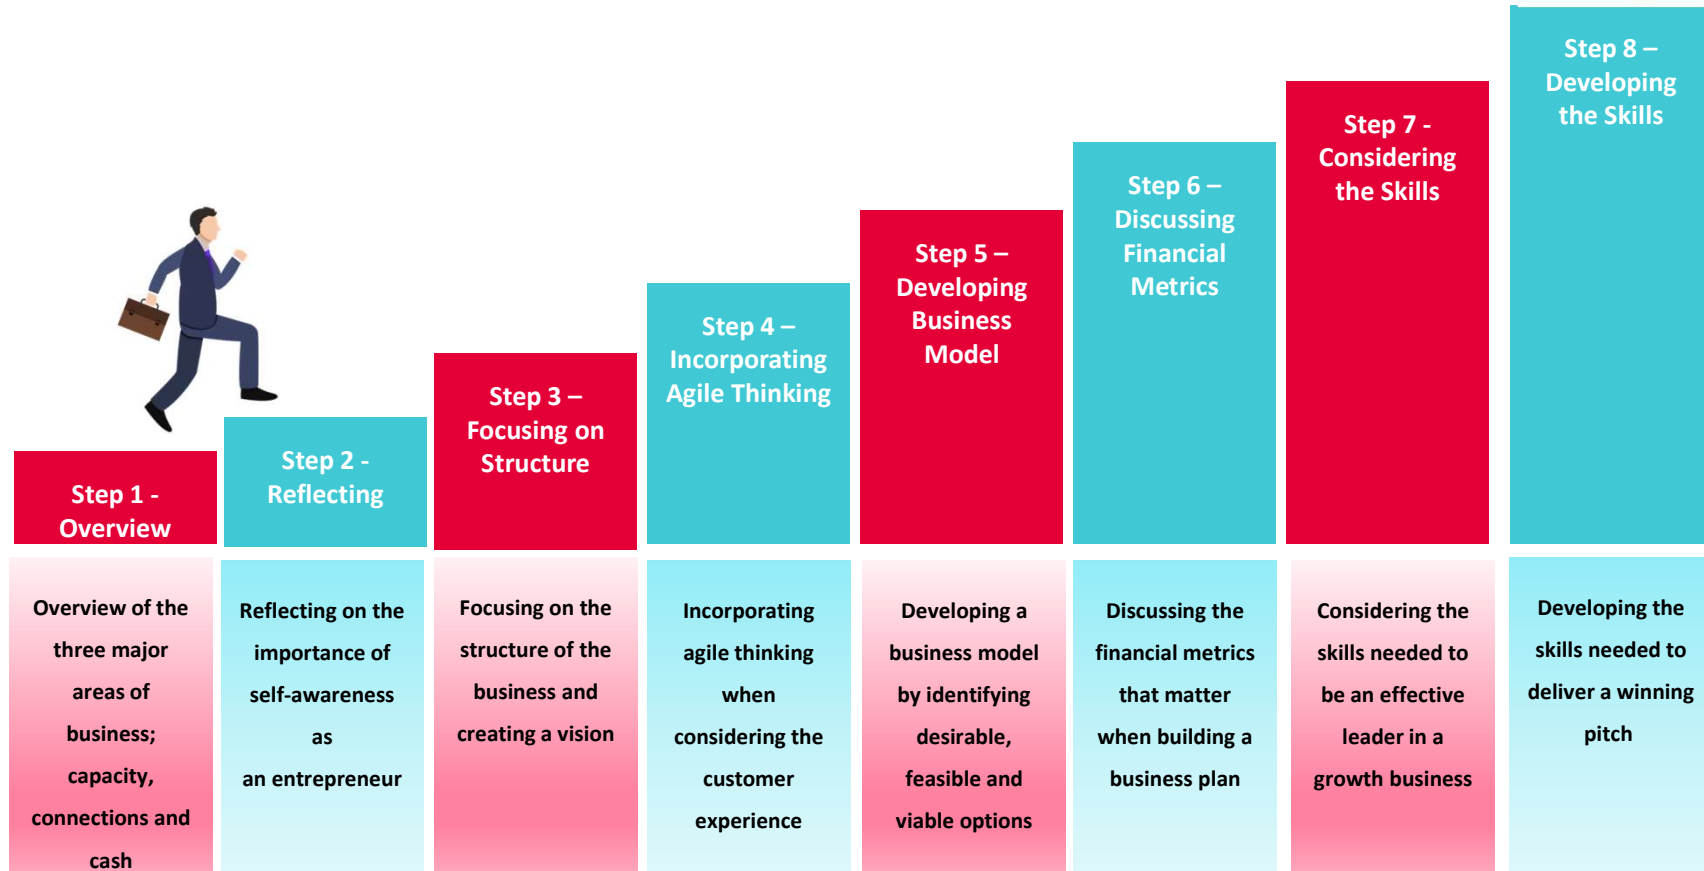 Step 1 -
Overview
Step 2 -
Reflecting
Step 3 –
Focusing on
Structure
Step 4 –
Incorporating
Agile Thinking
Step 5 –
Developing
Business
Model
Step 6 –
Discussing
Financial
Metrics
Step 7 -
Considering
the Skills
Step 8 –
Developing
the Skills
Overview of the
three major
areas of
business;
capacity,
connections and
cash
Reflecting on the
importance of
self-awareness
as
an entrepreneur
Focusing on the
structure of the
business and
creating a vision
Incorporating
agile thinking
when
considering the
customer
experience
Developing a
business model
by identifying
desirable,
feasible and
viable options
Discussing the
financial metrics
that matter
when building a
business plan
Considering the
skills needed to
be an effective
leader in a
growth business
Developing the
skills needed to
deliver a winning
pitch